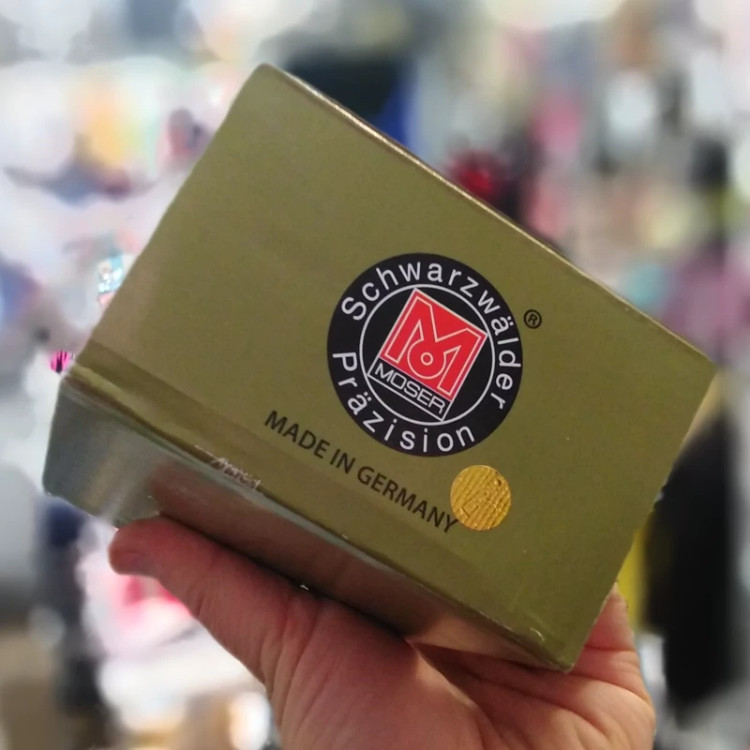 Schwarzwälder
®
MOSER
Präzision
MADE IN GERMANY